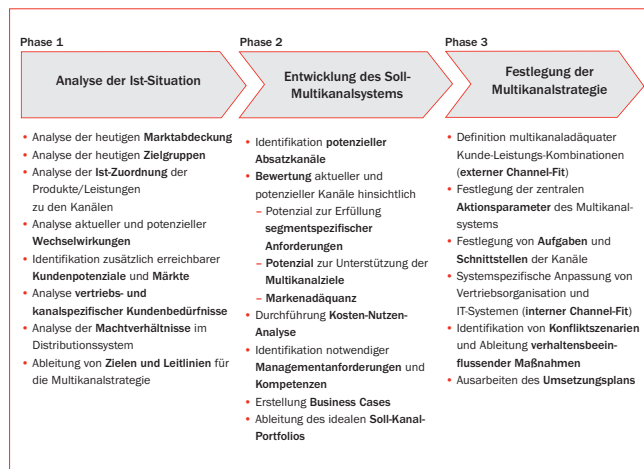 Phase 1
Analyse der Ist-Situation
• Analyse der heutigen Marktabdeckung
• Analyse der heutigen Zielgruppen
• Analyse der Ist-Zuordnung der
Produkte/Leistungen
zu den Kanälen
• Analyse aktueller und potenzieller
Wechselwirkungen
• Identifikation zusätzlich erreichbarer
Kundenpotenziale und Märkte
• Analyse vertriebs- und
kanalspezifischer Kundenbedürfnisse
• Analyse der Machtverhältnisse im
Distributionssystem
• Ableitung von Zielen und Leitlinien für
die Multikanalstrategie
Phase 2
Entwicklung des Soll-
Multikanalsystems
• Identifikation potenzieller
Absatzkanäle
• Bewertung aktueller und
potenzieller Kanäle hinsichtlich
– Potenzial zur Erfüllung
segmentspezifischer
Anforderungen
– Potenzial zur Unterstützung der
Multikanalziele
– Markenadäquanz
• Durchführung Kosten-Nutzen-
Analyse
• Identifikation notwendiger
Managementanforderungen und
Kompetenzen
• Erstellung Business Cases
• Ableitung des idealen Soll-Kanal-
Portfolios
Phase 3
Festlegung der
Multikanalstrategie
• Definition multikanaladäquater
Kunde-Leistungs-Kombinationen
(externer Channel-Fit)
• Festlegung der zentralen
Aktionsparameter des Multikanal-
systems
• Festlegung von Aufgaben und
Schnittstellen der Kanäle
• Systemspezifische Anpassung von
Vertriebsorganisation und
IT-Systemen (interner Channel-Fit)
• Identifikation von Konfliktszenarien
und Ableitung verhaltensbeein-
flussender Maßnahmen
• Ausarbeiten des Umsetzungsplans